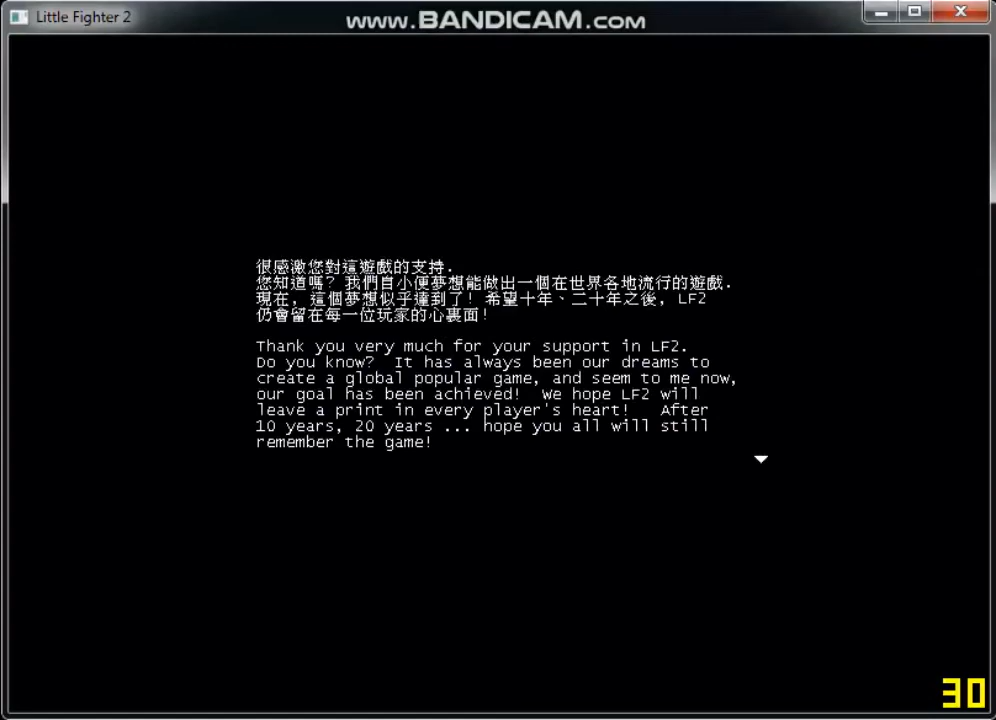 Little Fighter 2
www.BANDICAM.com
很感激您對這遊戲的支持.
您知道嗎? 我們自小便夢想能做出一個在世界各地流行的遊戲.
現在, 這個夢想似乎達到了! 希望十年、二十年之後, LF2
仍會留在每一位玩家的心裏面!
Thank you very much for your support in LF2.
Do you know?  It has always been our dreams to
create a global popular game, and seem to me now,
our goal has been achieved!  We hope LF2 will
leave a print in every player's heart!   After
10 years, 20 years ... hope you all will still
remember the game!
30